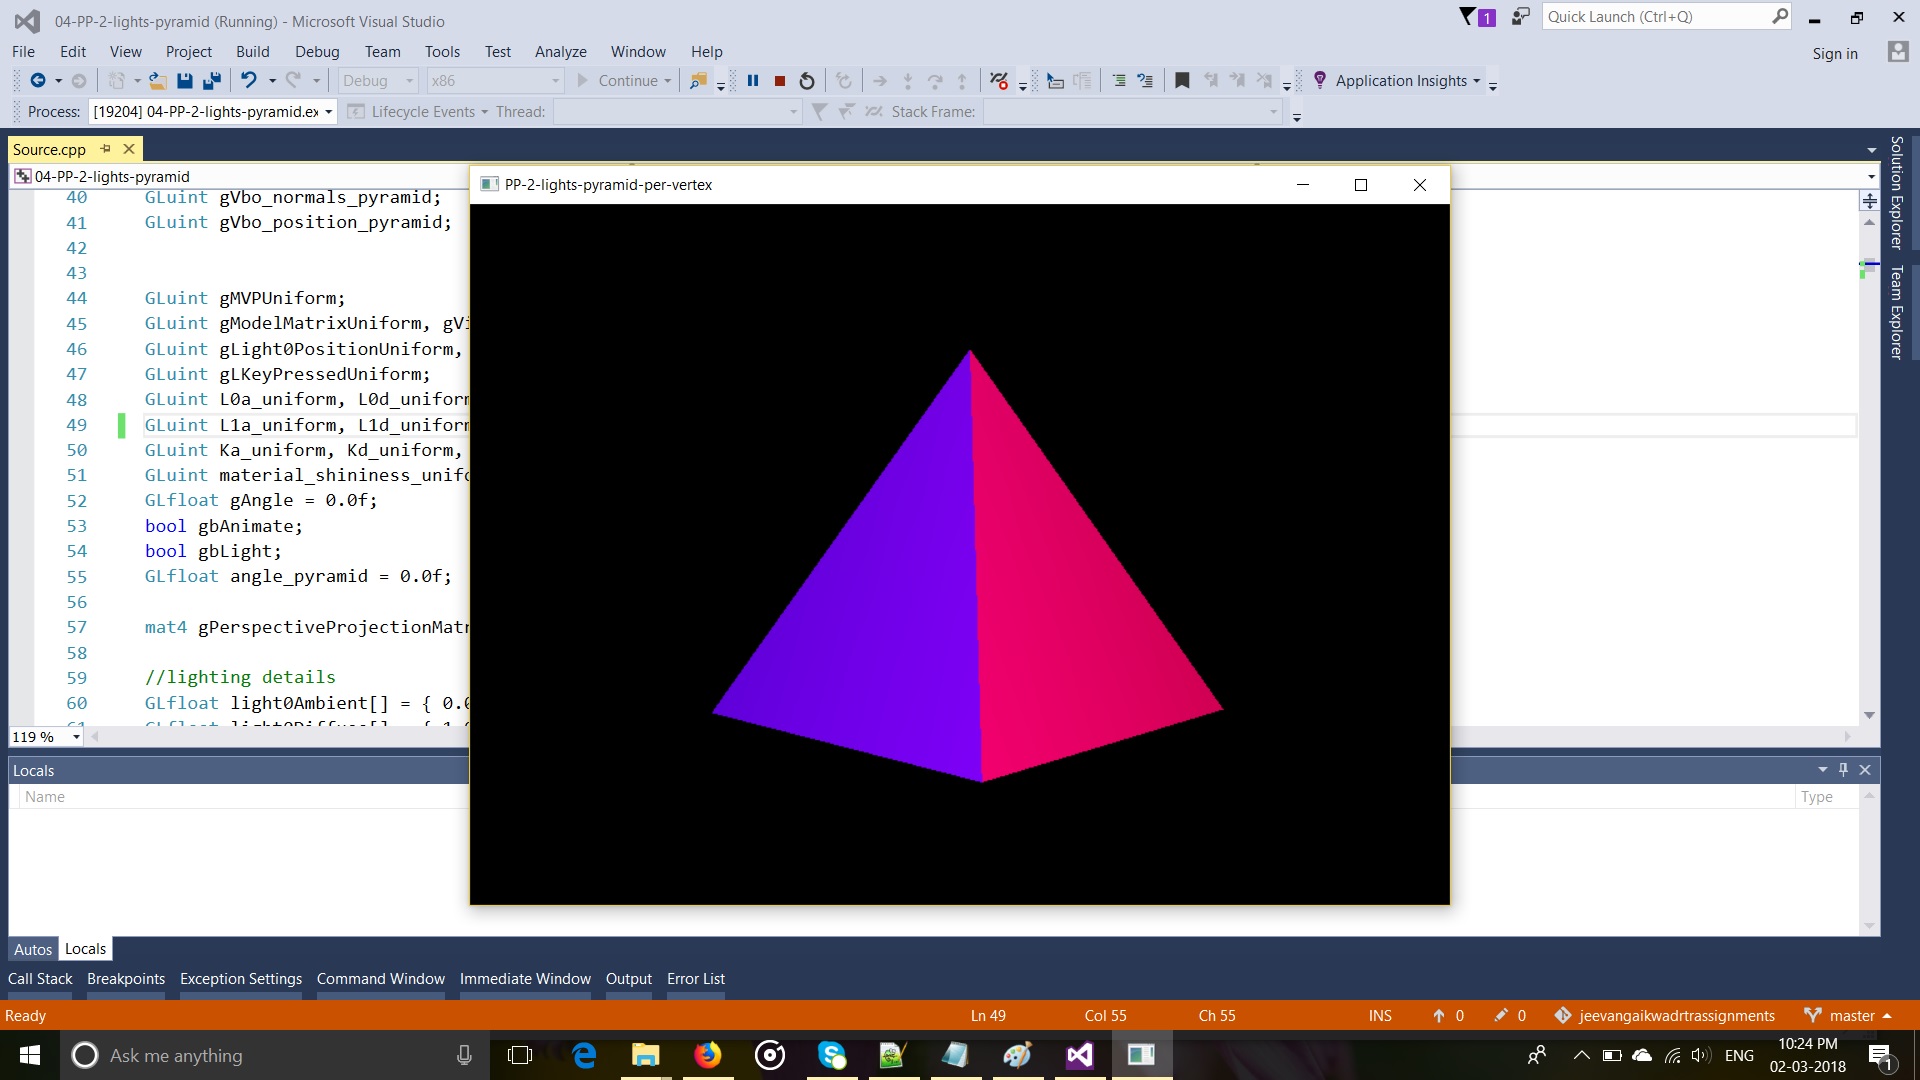 04-PP-2-lights-pyramid (Running) - Microsoft Visual Studio
1
Quick Launch (Ctrl+Q)
File Edit View Project Build Debug Team Tools Test Analyze Window Help
Sign in
Debug x86 Continue Application Insights
Process: [19204] 04-PP-2-lights-pyramid.ex Lifecycle Events Thread: Stack Frame:
Source.cpp
04-PP-2-lights-pyramid
PP-2-lights-pyramid-per-vertex
40 GLuint gVbo_normals_pyramid;
41 GLuint gVbo_position_pyramid;
42
43
44 GLuint gMVPUniform;
45 GLuint gModelMatrixUniform, gVi
46 GLuint gLight0PositionUniform,
47 GLuint gLKeyPressedUniform;
48 GLuint L0a_uniform, L0d_uniform
49 GLuint L1a_uniform, L1d_uniform
50 GLuint Ka_uniform, Kd_uniform,
51 GLuint material_shininess_unifo
52 GLfloat gAngle = 0.0f;
53 bool gbAnimate;
54 bool gbLight;
55 GLfloat angle_pyramid = 0.0f;
56
57 mat4 gPerspectiveProjectionMatr
58
59 //lighting details
60 GLfloat light0Ambient[] = { 0.0
119 %
Solution Explorer
Team Explorer
Locals
Name
Type
Autos Locals
Call Stack Breakpoints Exception Settings Command Window Immediate Window Output Error List
Ready Ln 49 Col 55 Ch 55 INS 0 0 jeevangaikwadrtrassignments master
Ask me anything
ENG
10:24 PM
02-03-2018
1